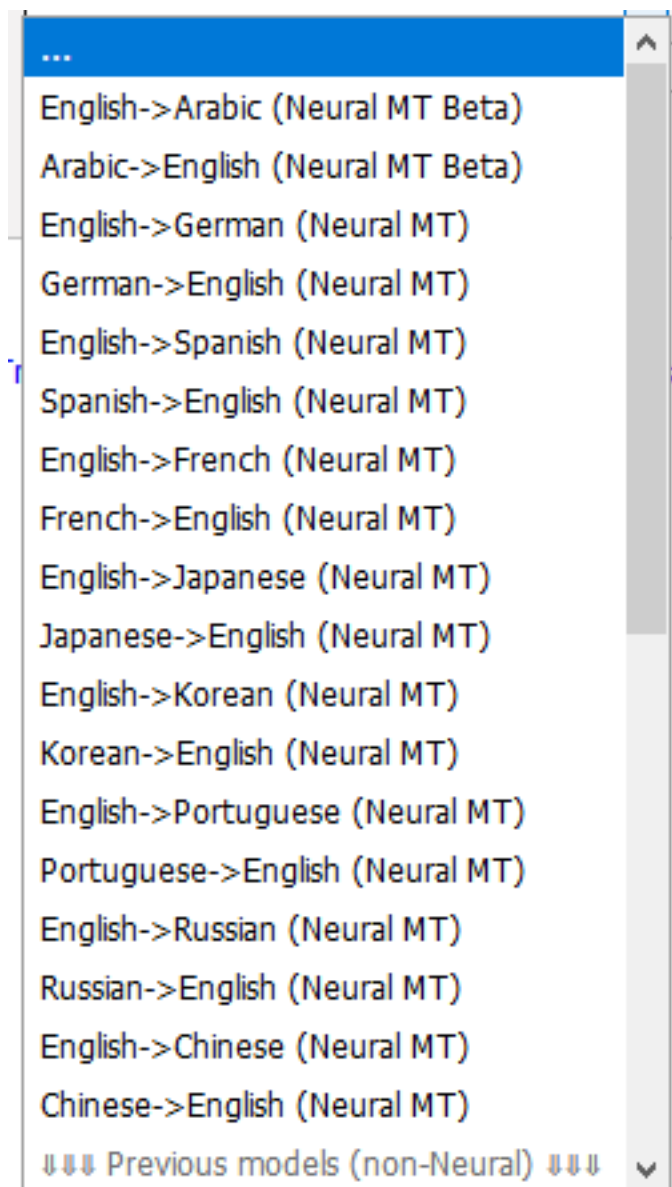 ...
English->Arabic (Neural MT Beta)
Arabic->English (Neural MT Beta)
English->German (Neural MT)
German->English (Neural MT)
English->Spanish (Neural MT)
Spanish->English (Neural MT)
English->French (Neural MT)
French->English (Neural MT)
English->Japanese (Neural MT)
Japanese->English (Neural MT)
English->Korean (Neural MT)
Korean->English (Neural MT)
English->Portuguese (Neural MT)
Portuguese->English (Neural MT)
English->Russian (Neural MT)
Russian->English (Neural MT)
English->Chinese (Neural MT)
Chinese->English (Neural MT)
⇓⇓⇓ Previous models (non-Neural) ⇓⇓⇓